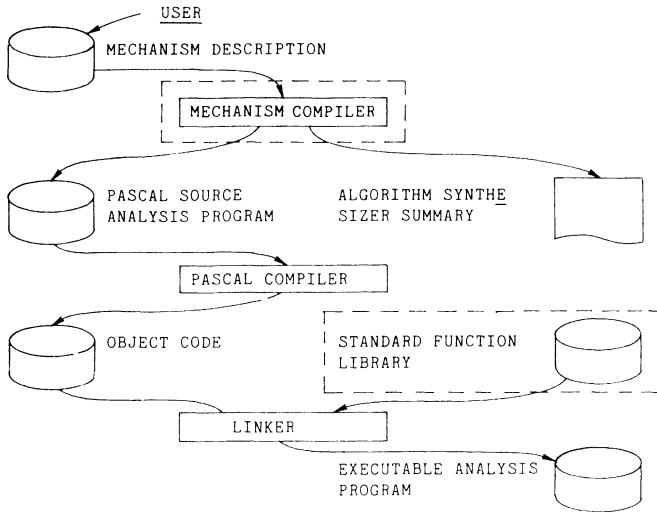 USER
MECHANISM DESCRIPTION
MECHANISM COMPILER
PASCAL SOURCE
ANALYSIS PROGRAM
ALGORITHM SYNTHE
SIZER SUMMARY
PASCAL COMPILER
OBJECT CODE
STANDARD FUNCTION
LIBRARY
LINKER
EXECUTABLE ANALYSIS
PROGRAM